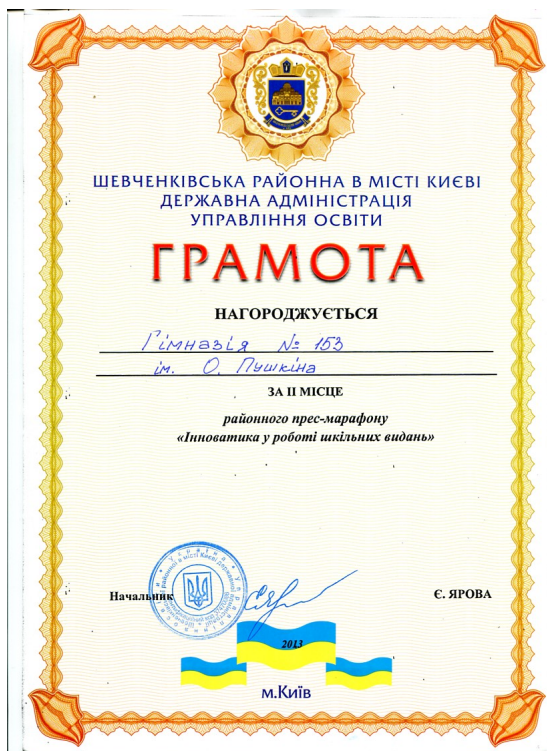 ШЕВЧЕНКІВСЬКА РАЙОННА В МІСТІ КИЄВІ
ДЕРЖАВНА АДМІНІСТРАЦІЯ
УПРАВЛІННЯ ОСВІТИ
ГРАМОТА
НАГОРОДЖУЄТЬСЯ
Гімназія № 153
ім. О. Пушкіна
ЗА ІІ МІСЦЕ
районного прес-марафону
«Інноватика у роботі шкільних видань»
Начальник
Є. ЯРОВА
2013
м.Київ